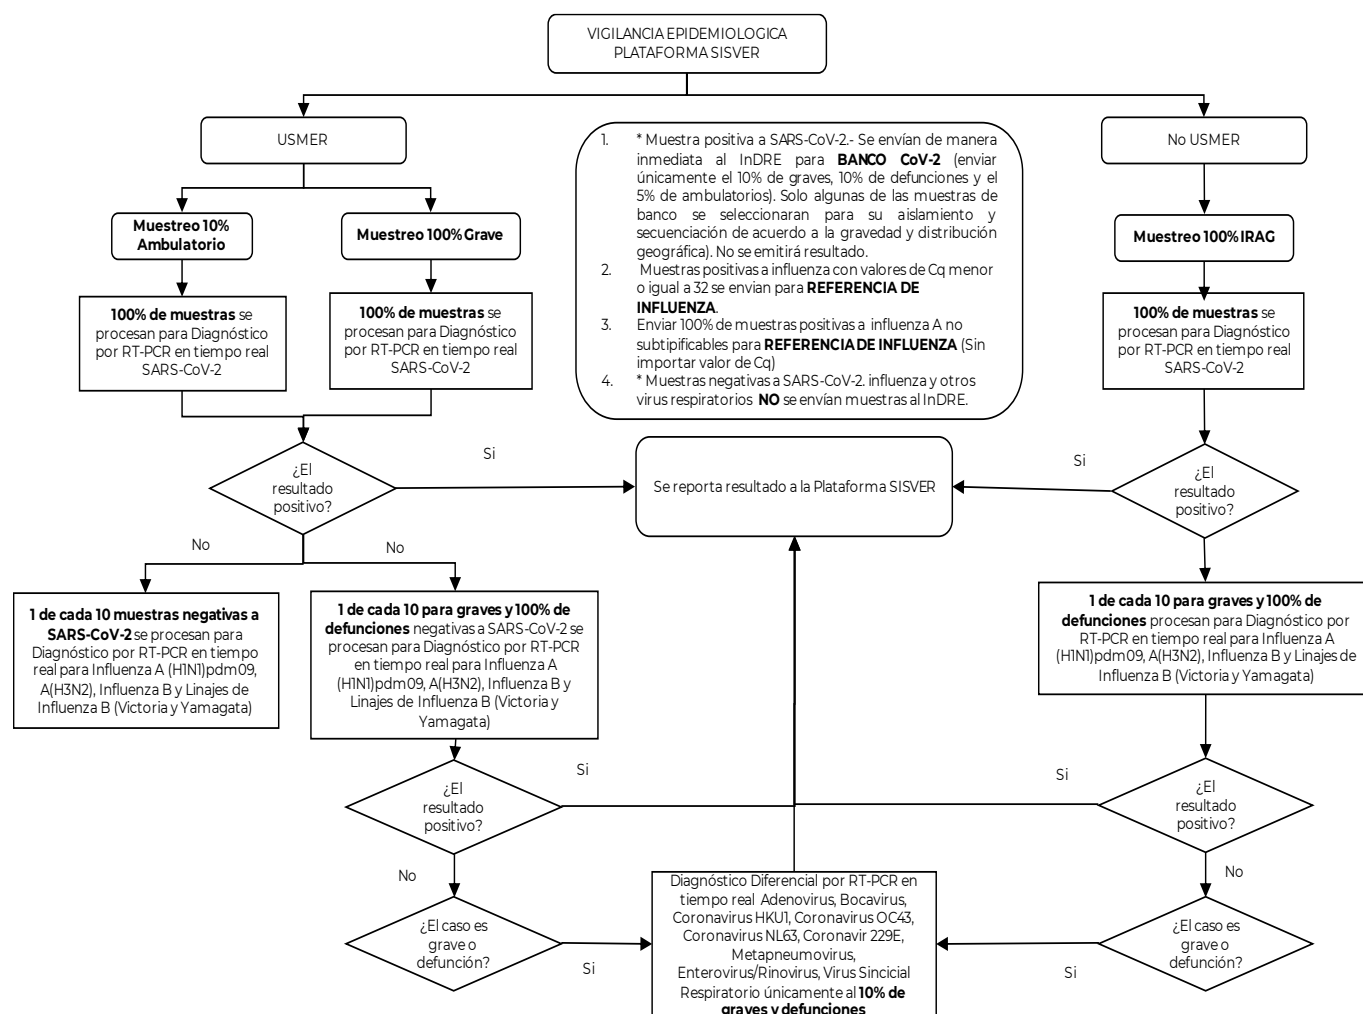 VIGILANCIA EPIDEMIOLOGICA
PLATAFORMA SISVER
USMER
No USMER
1. * Muestra positiva a SARS-CoV-2.- Se envían de manera
inmediata al InDRE para BANCO CoV-2 (enviar
únicamente el 10% de graves, 10% de defunciones y el
5% de ambulatorios). Solo algunas de las muestras de
banco se seleccionaran para su aislamiento y
secuenciación de acuerdo a la gravedad y distribución
geográfica). No se emitirá resultado.
2. Muestras positivas a influenza con valores de Cq menor
o igual a 32 se envian para REFERENCIA DE
INFLUENZA.
3. Enviar 100% de muestras positivas a influenza A no
subtipificables para REFERENCIA DE INFLUENZA (Sin
importar valor de Cq)
4. * Muestras negativas a SARS-CoV-2. influenza y otros
virus respiratorios NO se envían muestras al InDRE.
Muestreo 10%
Ambulatorio
Muestreo 100% Grave
Muestreo 100% IRAG
100% de muestras se
procesan para Diagnóstico
por RT-PCR en tiempo real
SARS-CoV-2
100% de muestras se
procesan para Diagnóstico
por RT-PCR en tiempo real
SARS-CoV-2
100% de muestras se
procesan para Diagnóstico
por RT-PCR en tiempo real
SARS-CoV-2
¿El
resultado
positivo?
Si
Se reporta resultado a la Plataforma SISVER
Si
¿El
resultado
positivo?
No
No
1 de cada 10 muestras negativas a
SARS-CoV-2 se procesan para
Diagnóstico por RT-PCR en tiempo
real para Influenza A (H1N1)pdm09,
A(H3N2), Influenza B y Linajes de
Influenza B (Victoria y Yamagata)
1 de cada 10 para graves y 100% de
defunciones negativas a SARS-CoV-2 se
procesan para Diagnóstico por RT-PCR
en tiempo real para Influenza A
(H1N1)pdm09, A(H3N2), Influenza B y
Linajes de Influenza B (Victoria y
Yamagata)
1 de cada 10 para graves y 100% de
defunciones procesan para Diagnóstico por
RT-PCR en tiempo real para Influenza A
(H1N1)pdm09, A(H3N2), Influenza B y Linajes de
Influenza B (Victoria y Yamagata)
¿El
resultado
positivo?
Si
Si
¿El
resultado
positivo?
No
No
¿El caso es
grave o
defunción?
Si
Diagnóstico Diferencial por RT-PCR en
tiempo real Adenovirus, Bocavirus,
Coronavirus HKU1, Coronavirus OC43,
Coronavirus NL63, Coronavir 229E,
Metapneumovirus,
Enterovirus/Rinovirus, Virus Sincicial
Respiratorio únicamente al 10% de
graves y defunciones
Si
¿El caso es
grave o
defunción?